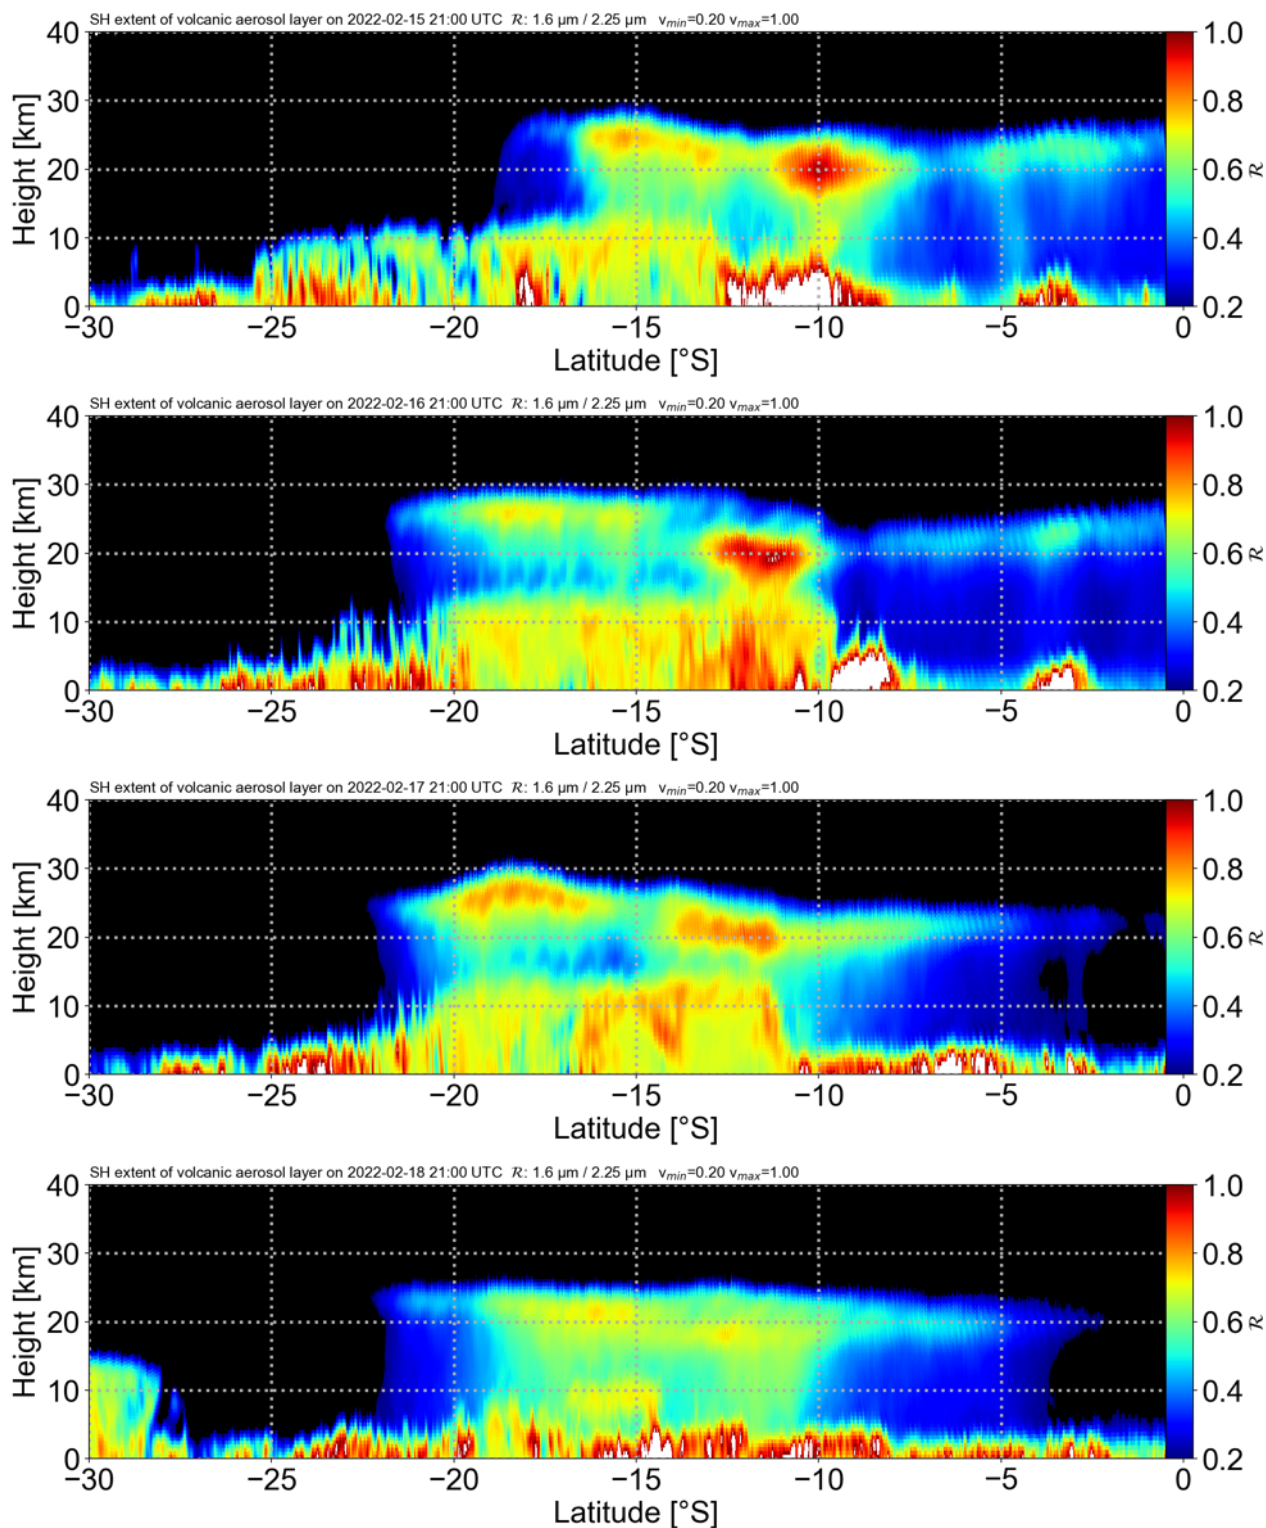 SH extent of volcanic aerosol layer on 2022-02-15 21:00 UTC ℛ: 1.6 μm / 2.25 μm v_min=0.20 v_max=1.00
40
30
20
10
0
Height [km]
−30 −25 −20 −15 −10 −5 0
Latitude [°S]
1.0
0.8
0.6
0.4
0.2
ℛ
SH extent of volcanic aerosol layer on 2022-02-16 21:00 UTC ℛ: 1.6 μm / 2.25 μm v_min=0.20 v_max=1.00
40
30
20
10
0
Height [km]
−30 −25 −20 −15 −10 −5 0
Latitude [°S]
1.0
0.8
0.6
0.4
0.2
ℛ
SH extent of volcanic aerosol layer on 2022-02-17 21:00 UTC ℛ: 1.6 μm / 2.25 μm v_min=0.20 v_max=1.00
40
30
20
10
0
Height [km]
−30 −25 −20 −15 −10 −5 0
Latitude [°S]
1.0
0.8
0.6
0.4
0.2
ℛ
SH extent of volcanic aerosol layer on 2022-02-18 21:00 UTC ℛ: 1.6 μm / 2.25 μm v_min=0.20 v_max=1.00
40
30
20
10
0
Height [km]
−30 −25 −20 −15 −10 −5 0
Latitude [°S]
1.0
0.8
0.6
0.4
0.2
ℛ